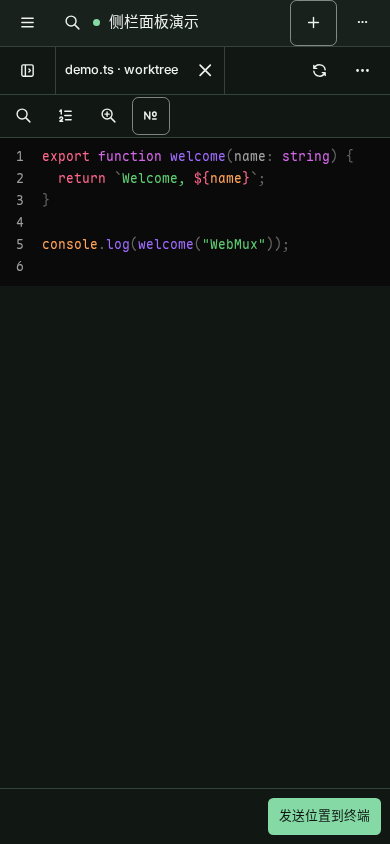 侧栏面板演示
demo.ts · worktree
Nº
1 export function welcome(name: string) {
2   return `Welcome, ${name}`;
3 }
4
5 console.log(welcome("WebMux"));
6
发送位置到终端